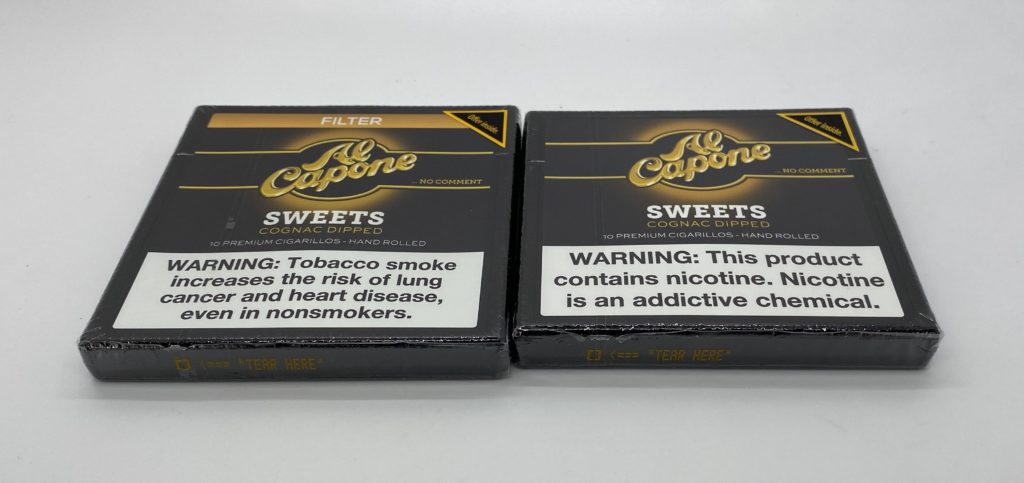 FILTER
Offer Inside.
Al
Capone
... NO COMMENT
SWEETS
COGNAC DIPPED
10 PREMIUM CIGARILLOS - HAND ROLLED
WARNING: Tobacco smoke
increases the risk of lung
cancer and heart disease,
even in nonsmokers.
<=== "TEAR HERE"
Offer Inside.
Al
Capone
... NO COMMENT
SWEETS
COGNAC DIPPED
10 PREMIUM CIGARILLOS - HAND ROLLED
WARNING: This product
contains nicotine. Nicotine
is an addictive chemical.
<=== "TEAR HERE"